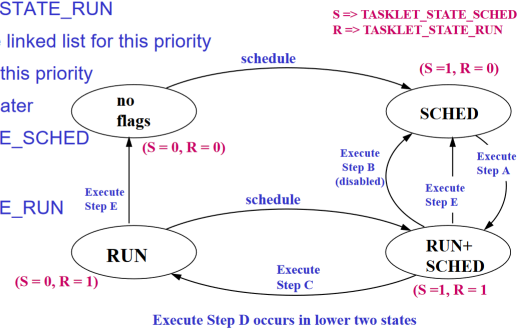 STATE_RUN
linked list for this priority
this priority
ater
E_SCHED
E_RUN
S => TASKLET_STATE_SCHED
R => TASKLET_STATE_RUN
schedule
(S =1, R = 0)
no
flags
SCHED
(S = 0, R = 0)
Execute
Step B
(disabled)
Execute
Step A
Execute
Step E
Execute
Step E
schedule
RUN
RUN+
SCHED
(S = 0, R = 1)
Execute
Step C
(S =1, R = 1
Execute Step D occurs in lower two states